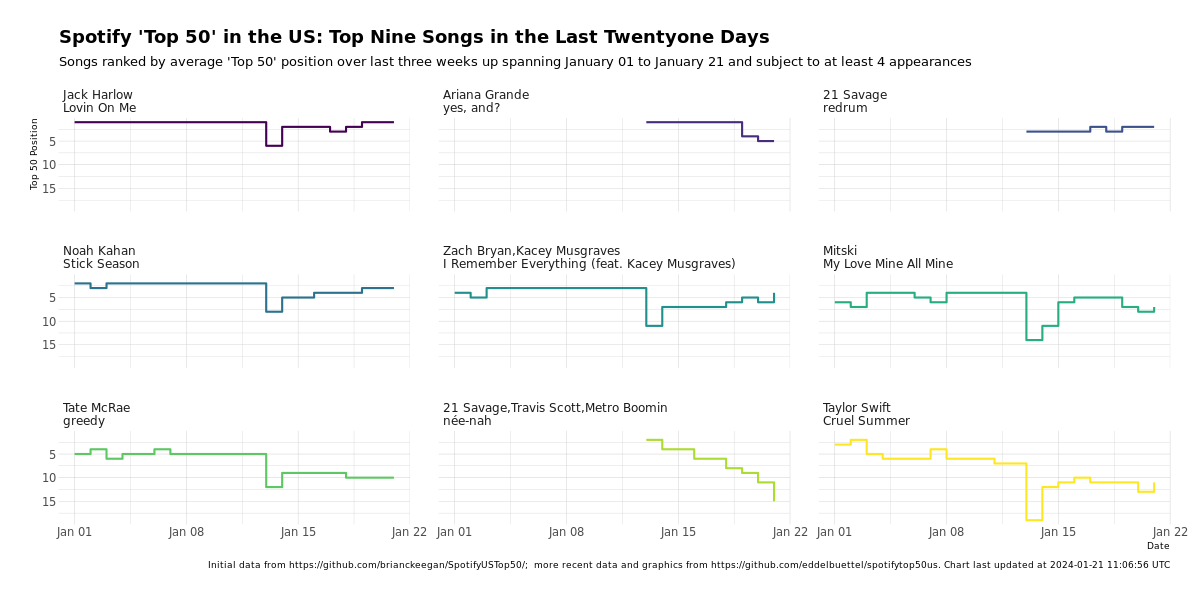 Spotify 'Top 50' in the US: Top Nine Songs in the Last Twentyone Days
Songs ranked by average 'Top 50' position over last three weeks up spanning January 01 to January 21 and subject to at least 4 appearances
Jack Harlow
Lovin On Me
Ariana Grande
yes, and?
21 Savage
redrum
Top 50 Position
5
10
15
Noah Kahan
Stick Season
Zach Bryan,Kacey Musgraves
I Remember Everything (feat. Kacey Musgraves)
Mitski
My Love Mine All Mine
5
10
15
Tate McRae
greedy
21 Savage,Travis Scott,Metro Boomin
née-nah
Taylor Swift
Cruel Summer
5
10
15
Jan 01 Jan 08 Jan 15 Jan 22 Jan 01 Jan 08 Jan 15 Jan 22 Jan 01 Jan 08 Jan 15 Jan 22
Date
Initial data from https://github.com/brianckeegan/SpotifyUSTop50/; more recent data and graphics from https://github.com/eddelbuettel/spotifytop50us. Chart last updated at 2024-01-21 11:06:56 UTC